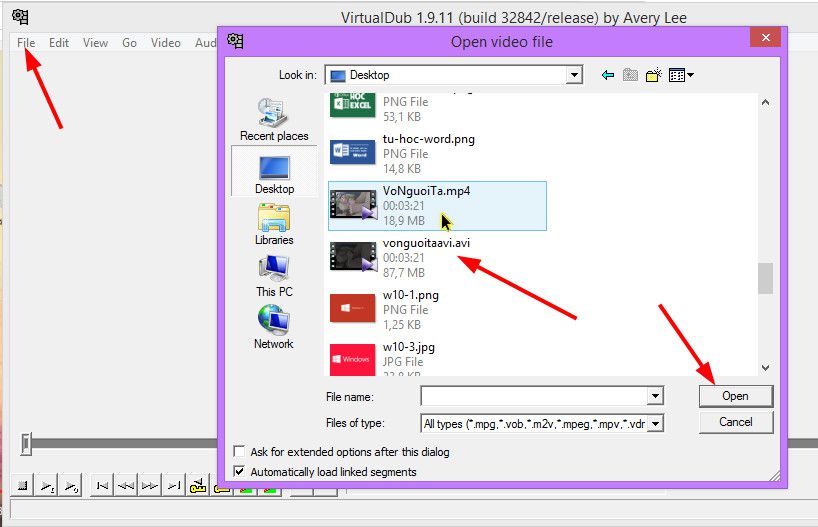 VirtualDub 1.9.11 (build 32842/release) by Avery Lee
File Edit View Go Video Aud
Open video file
Look in: Desktop
HOC
EXCEL
PNG File
53,1 KB
Recent places
tu-hoc-word.png
PNG File
14,8 KB
Word
Desktop
VoNguoiTa.mp4
00:03:21
18,9 MB
Libraries
vonguoitaavi.avi
00:03:21
87,7 MB
This PC
w10-1.png
PNG File
1,25 KB
Network
w10-3.jpg
JPG File
Windows
File name:
Open
Files of type: All types (*.mpg,*.vob,*.m2v,*.mpeg,*.mpv,*.vdr
Cancel
Ask for extended options after this dialog
Automatically load linked segments